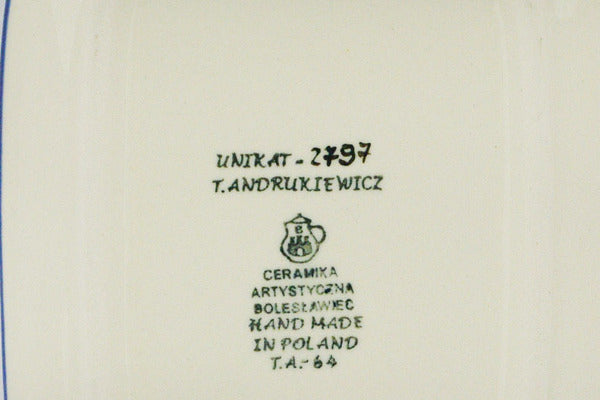 UNIKAT - 2797
T. ANDRUKIEWICZ
B
CERAMIKA
ARTYSTYCZNA
BOLESŁAWIEC
HAND MADE
IN POLAND
T.A.-64